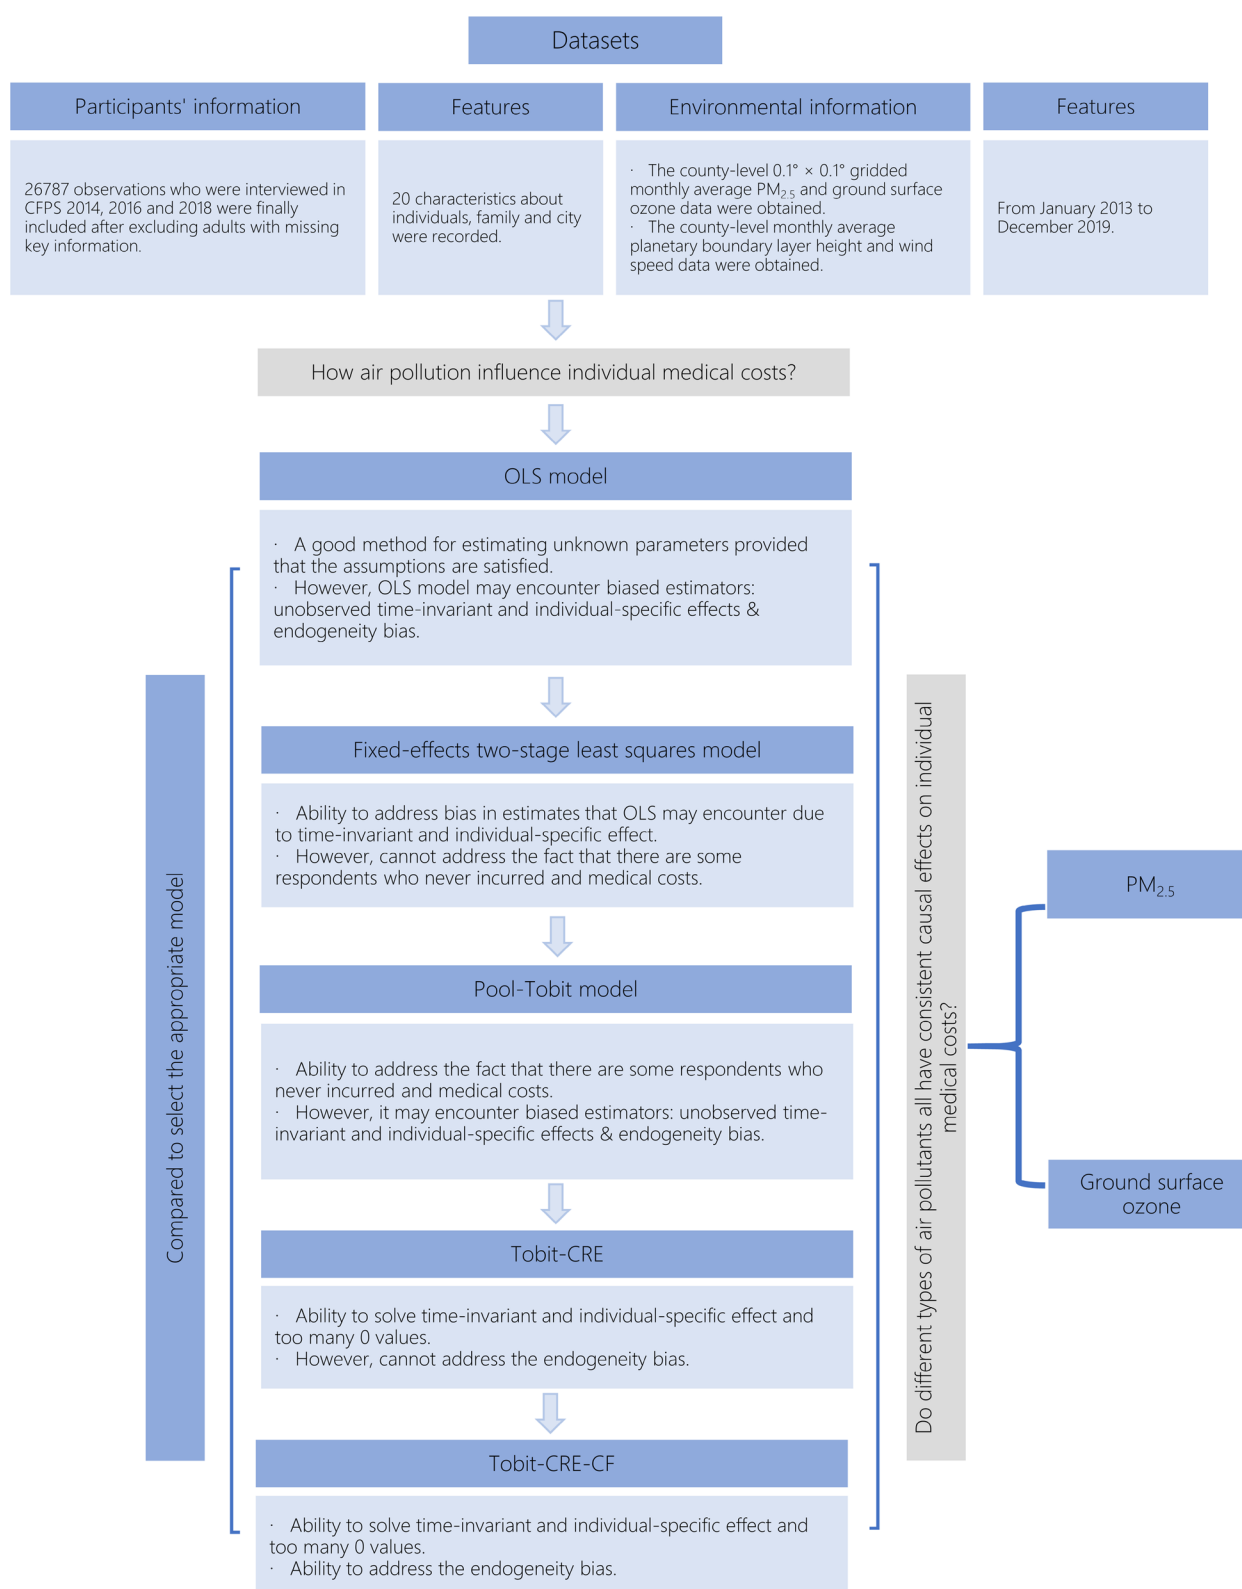 Datasets
Participants' information
Features
Environmental information
Features
26787 observations who were interviewed in
CFPS 2014, 2016 and 2018 were finally
included after excluding adults with missing
key information.
20 characteristics about
individuals, family and city
were recorded.
· The county-level 0.1° × 0.1° gridded
monthly average PM2.5 and ground surface
ozone data were obtained.
· The county-level monthly average
planetary boundary layer height and wind
speed data were obtained.
From January 2013 to
December 2019.
How air pollution influence individual medical costs?
OLS model
· A good method for estimating unknown parameters provided
that the assumptions are satisfied.
· However, OLS model may encounter biased estimators:
unobserved time-invariant and individual-specific effects &
endogeneity bias.
Fixed-effects two-stage least squares model
· Ability to address bias in estimates that OLS may encounter due
to time-invariant and individual-specific effect.
· However, cannot address the fact that there are some
respondents who never incurred and medical costs.
Pool-Tobit model
· Ability to address the fact that there are some respondents who
never incurred and medical costs.
· However, it may encounter biased estimators: unobserved time-
invariant and individual-specific effects & endogeneity bias.
Tobit-CRE
· Ability to solve time-invariant and individual-specific effect and
too many 0 values.
· However, cannot address the endogeneity bias.
Tobit-CRE-CF
· Ability to solve time-invariant and individual-specific effect and
too many 0 values.
· Ability to address the endogeneity bias.
Compared to select the appropriate model
Do different types of air pollutants all have consistent causal effects on individual
medical costs?
PM2.5
Ground surface
ozone